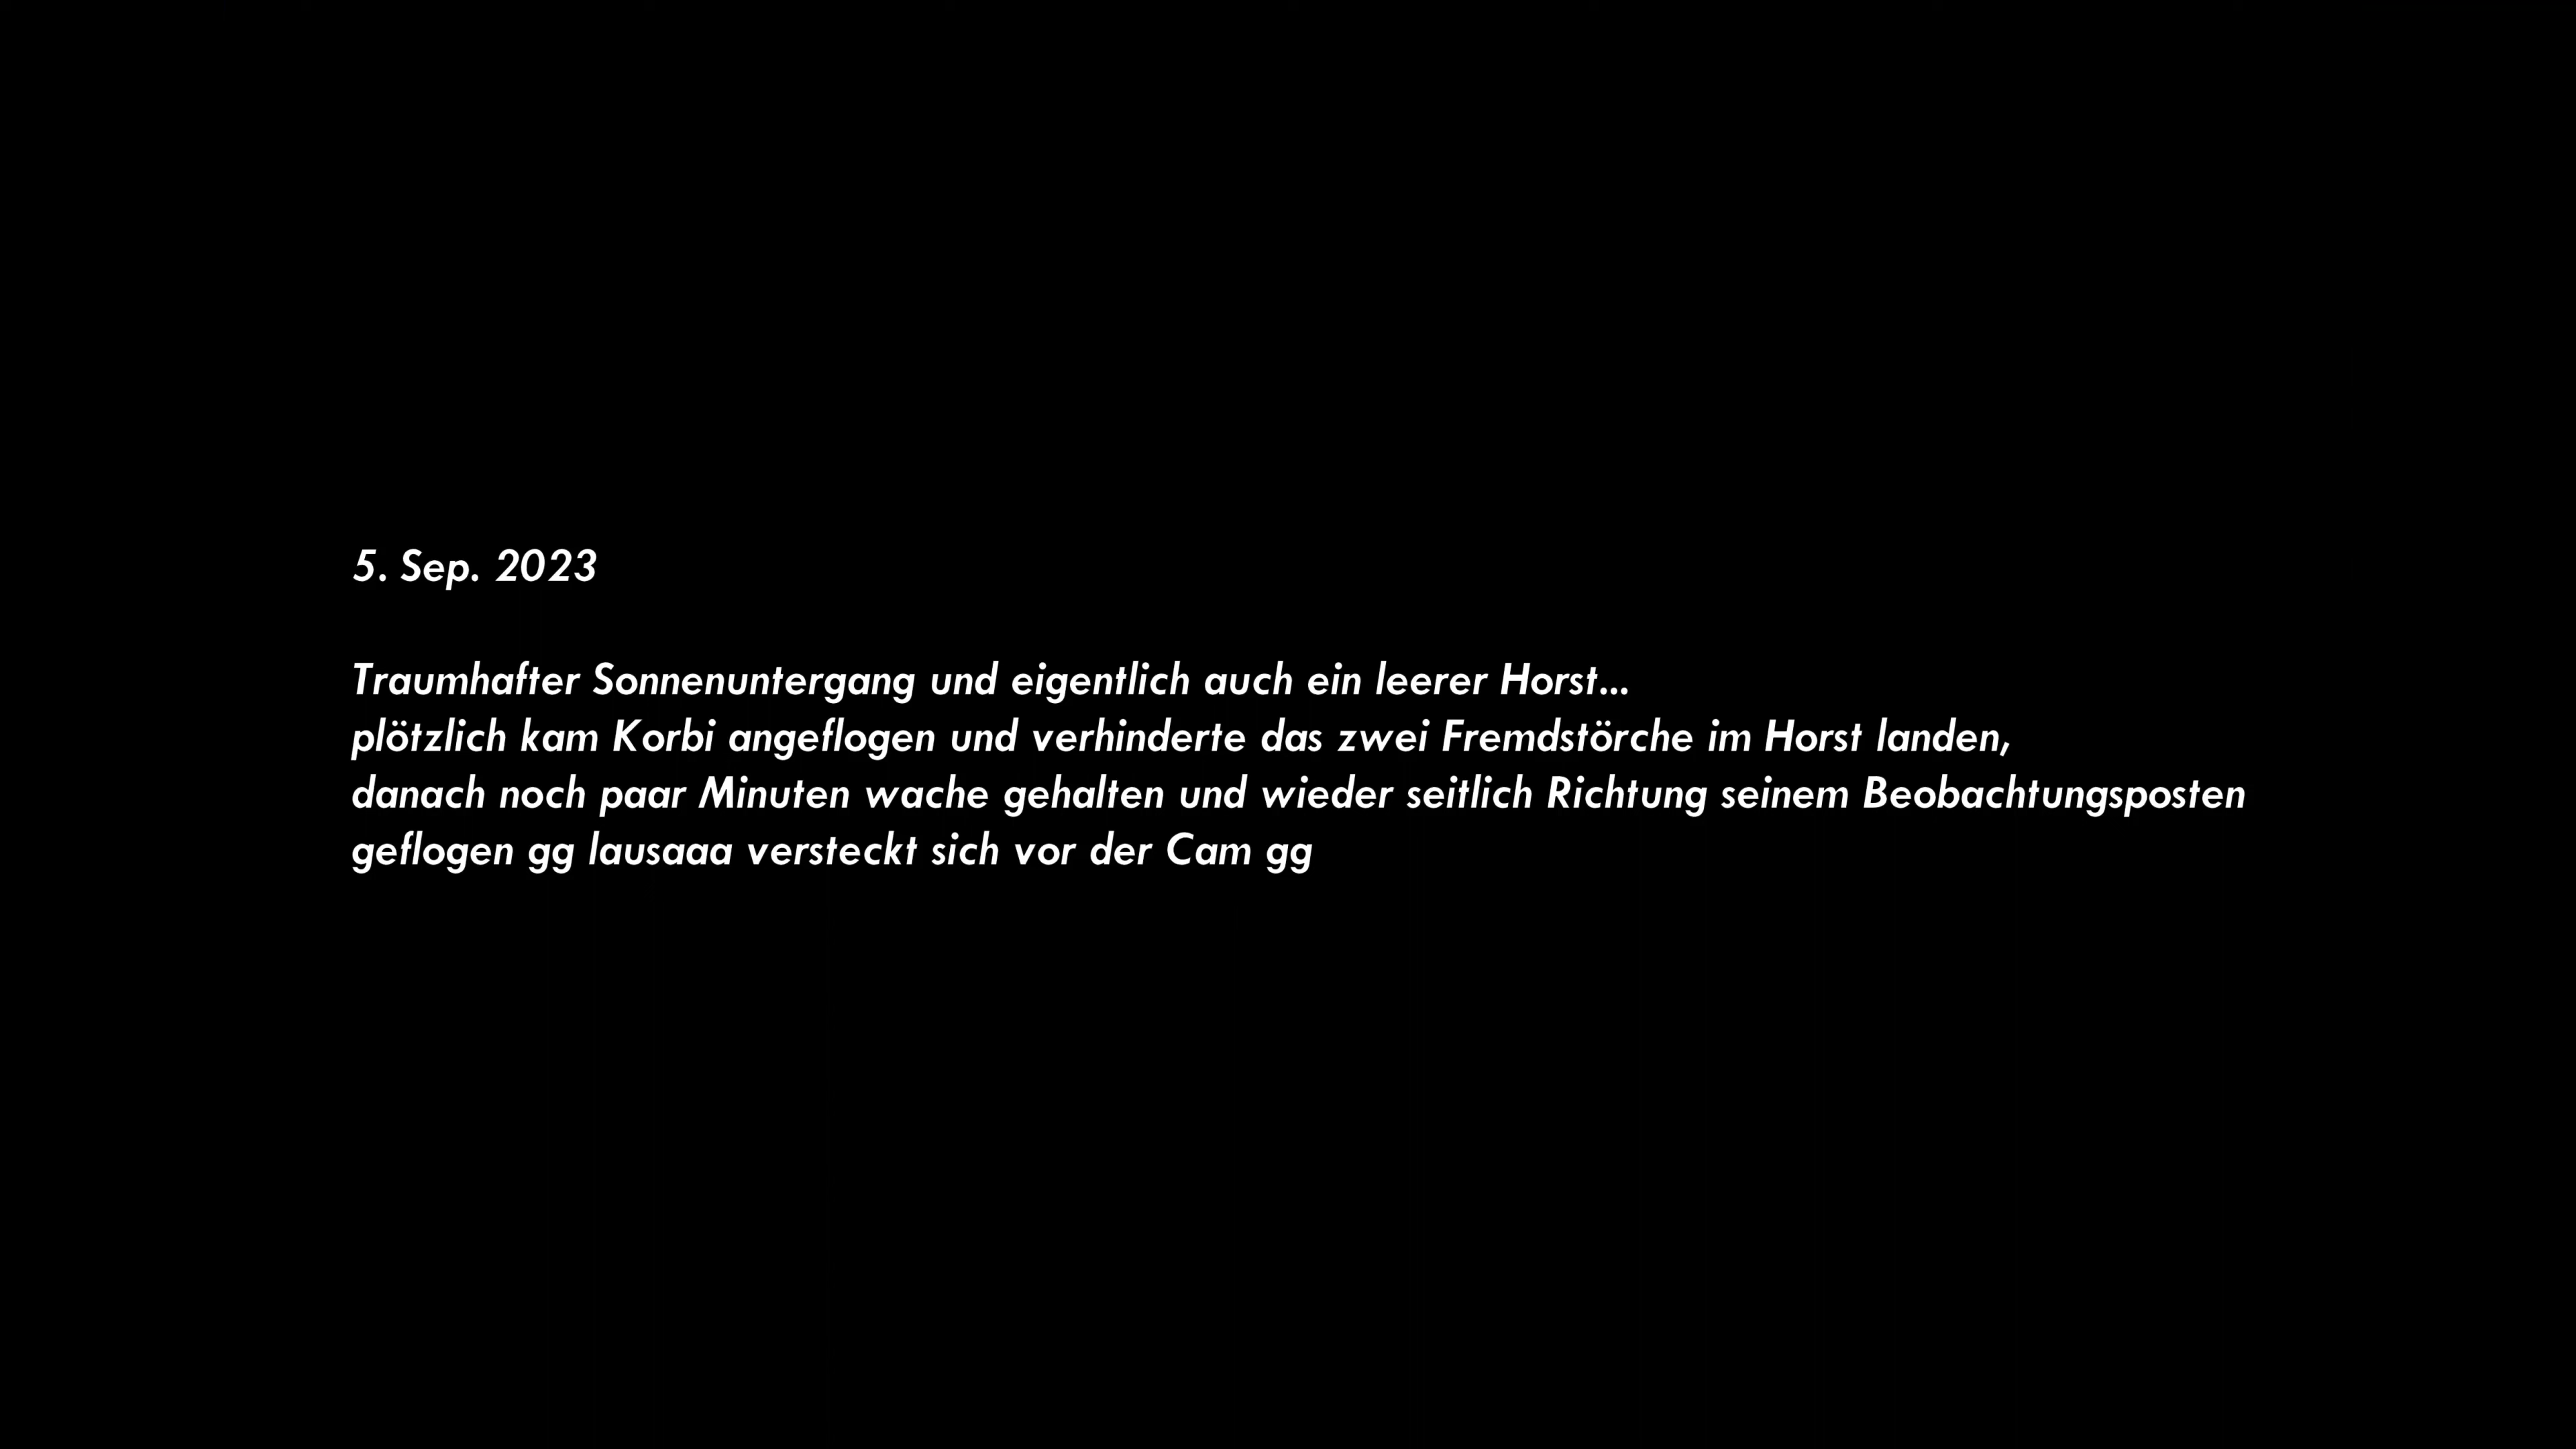 5. Sep. 2023
Traumhafter Sonnenuntergang und eigentlich auch ein leerer Horst...
plötzlich kam Korbi angeflogen und verhinderte das zwei Fremdstörche im Horst landen,
danach noch paar Minuten wache gehalten und wieder seitlich Richtung seinem Beobachtungsposten
geflogen gg lausaaa versteckt sich vor der Cam gg